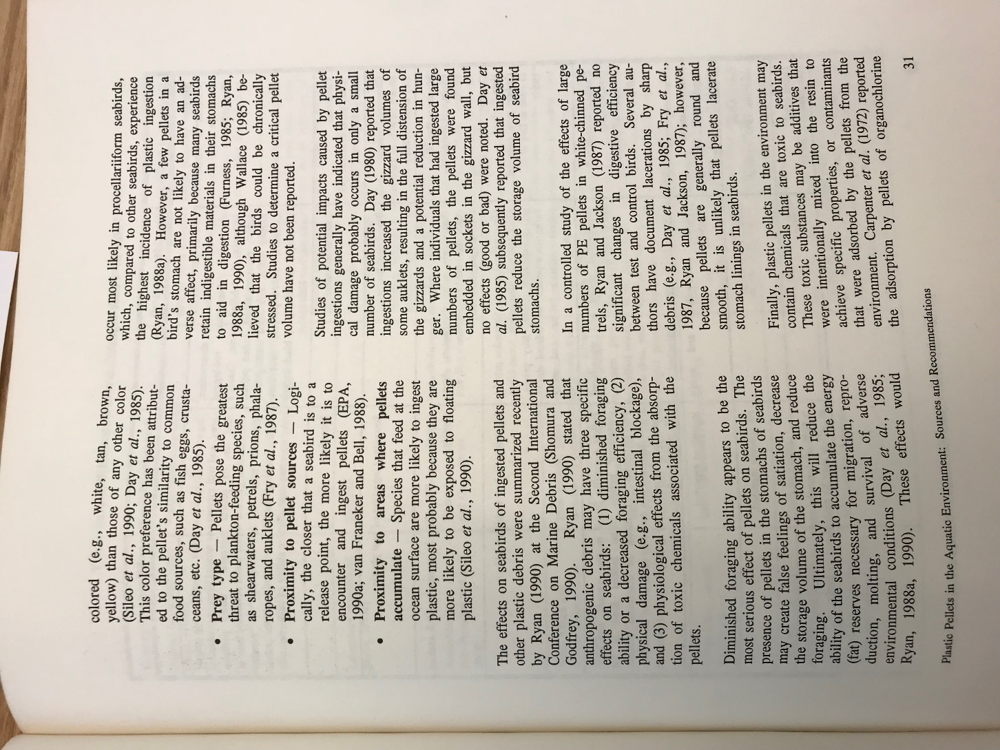 colored (e.g., white, tan, brown,
yellow) than those of any other color
(Sileo et al., 1990; Day et al., 1985).
This color preference has been attribut-
ed to the pellet's similarity to common
food sources, such as fish eggs, crusta-
ceans, etc. (Day et al., 1985).
• Prey type — Pellets pose the greatest
threat to plankton-feeding species, such
as shearwaters, petrels, prions, phala-
ropes, and auklets (Fry et al., 1987).
• Proximity to pellet sources — Logi-
cally, the closer that a seabird is to a
release point, the more likely it is to
encounter and ingest pellets (EPA,
1990a; van Franeker and Bell, 1988).
• Proximity to areas where pellets
accumulate — Species that feed at the
ocean surface are more likely to ingest
plastic, most probably because they are
more likely to be exposed to floating
plastic (Sileo et al., 1990).
The effects on seabirds of ingested pellets and
other plastic debris were summarized recently
by Ryan (1990) at the Second International
Conference on Marine Debris (Shomura and
Godfrey, 1990). Ryan (1990) stated that
anthropogenic debris may have three specific
effects on seabirds: (1) diminished foraging
ability or a decreased foraging efficiency, (2)
physical damage (e.g., intestinal blockage),
and (3) physiological effects from the absorp-
tion of toxic chemicals associated with the
pellets.
Diminished foraging ability appears to be the
most serious effect of pellets on seabirds. The
presence of pellets in the stomachs of seabirds
may create false feelings of satiation, decrease
the storage volume of the stomach, and reduce
foraging. Ultimately, this will reduce the
ability of the seabirds to accumulate the energy
(fat) reserves necessary for migration, repro-
duction, molting, and survival of adverse
environmental conditions (Day et al., 1985;
Ryan, 1988a, 1990). These effects would
occur most likely in procellariiform seabirds,
which, compared to other seabirds, experience
the highest incidence of plastic ingestion
(Ryan, 1988a). However, a few pellets in a
bird's stomach are not likely to have an ad-
verse affect, primarily because many seabirds
retain indigestible materials in their stomachs
to aid in digestion (Furness, 1985; Ryan,
1988a, 1990), although Wallace (1985) be-
lieved that the birds could be chronically
stressed. Studies to determine a critical pellet
volume have not been reported.
Studies of potential impacts caused by pellet
ingestions generally have indicated that physi-
cal damage probably occurs in only a small
number of seabirds. Day (1980) reported that
ingestions increased the gizzard volumes of
some auklets, resulting in the full distension of
the gizzards and a potential reduction in hun-
ger. Where individuals that had ingested large
numbers of pellets, the pellets were found
embedded in sockets in the gizzard wall, but
no effects (good or bad) were noted. Day et
al. (1985) subsequently reported that ingested
pellets reduce the storage volume of seabird
stomachs.
In a controlled study of the effects of large
numbers of PE pellets in white-chinned pe-
trels, Ryan and Jackson (1987) reported no
significant changes in digestive efficiency
between test and control birds. Several au-
thors have document lacerations by sharp
debris (e.g., Day et al., 1985; Fry et al.,
1987, Ryan and Jackson, 1987); however,
because pellets are generally round and
smooth, it is unlikely that pellets lacerate
stomach linings in seabirds.
Finally, plastic pellets in the environment may
contain chemicals that are toxic to seabirds.
These toxic substances may be additives that
were intentionally mixed into the resin to
achieve specific properties, or contaminants
that were adsorbed by the pellets from the
environment. Carpenter et al. (1972) reported
the adsorption by pellets of organochlorine
Plastic Pellets in the Aquatic Environment: Sources and Recommendations
31